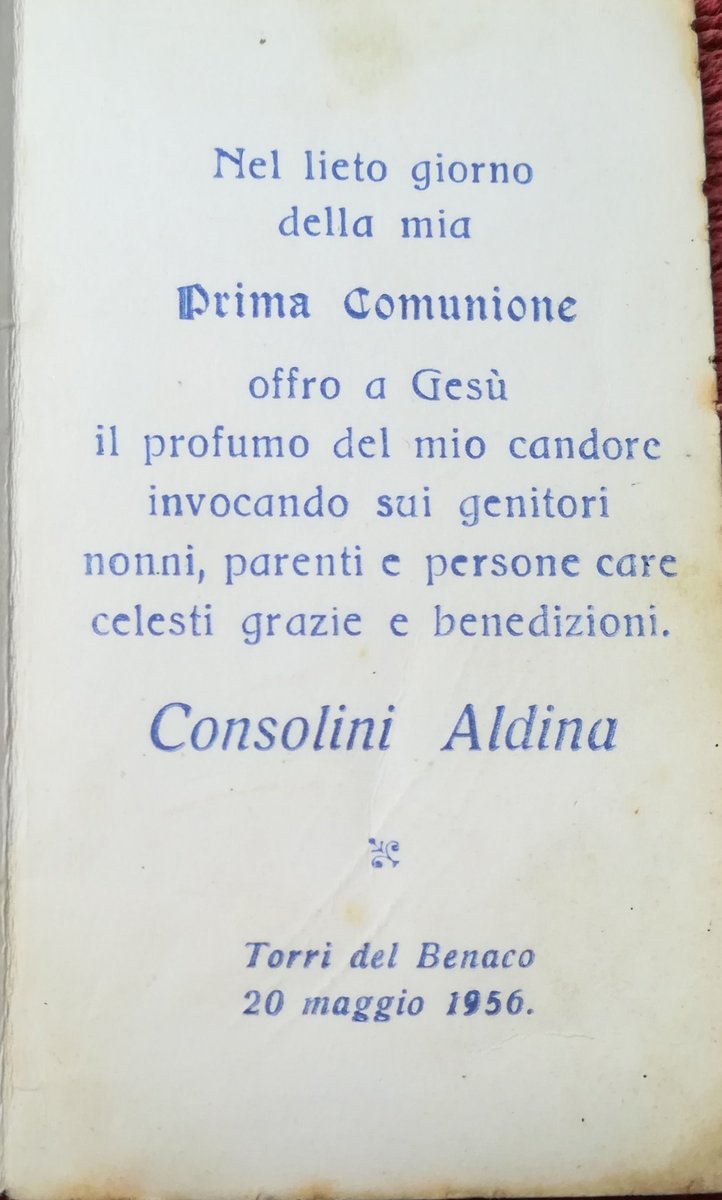 Nel lieto giorno
della mia
Prima Comunione
offro a Gesù
il profumo del mio candore
invocando sui genitori
nonni, parenti e persone care
celesti grazie e benedizioni.
Consolini Aldina
Torri del Benaco
20 maggio 1956.